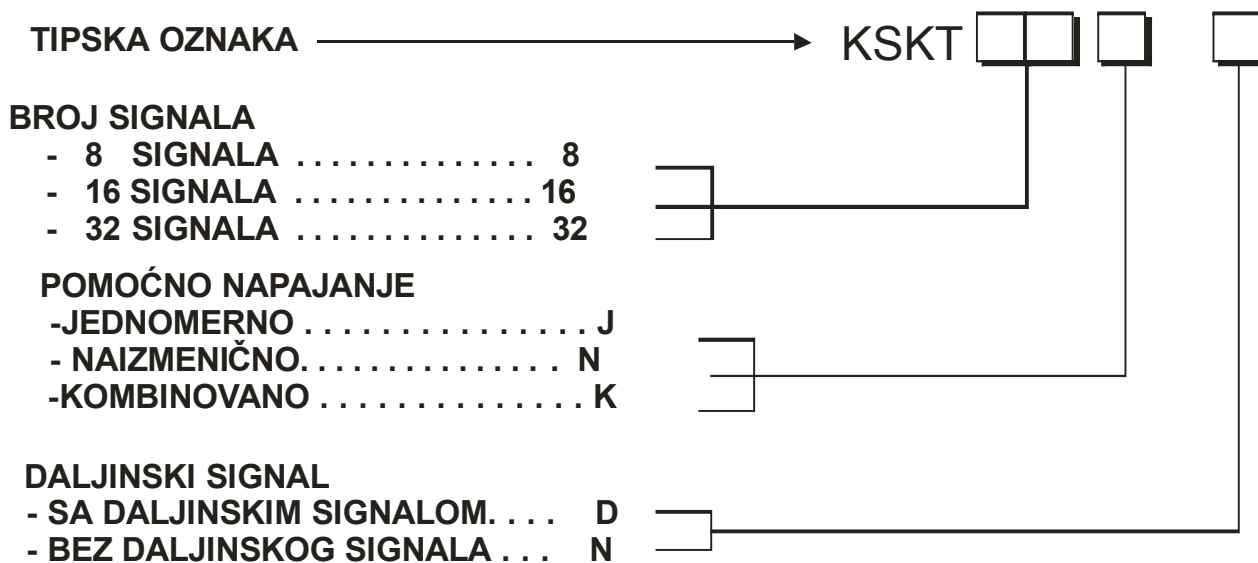 TIPSKA OZNAKA KSKT
BROJ SIGNALA
- 8 SIGNALA . . . . . . . . . . . . . . 8
- 16 SIGNALA . . . . . . . . . . . . . . 16
- 32 SIGNALA . . . . . . . . . . . . . . 32
POMOĆNO NAPAJANJE
-JEDNOMERNO . . . . . . . . . . . . . . . . J
- NAIZMENIČNO. . . . . . . . . . . . . . . N
-KOMBINOVANO . . . . . . . . . . . . . . . K
DALJINSKI SIGNAL
- SA DALJINSKIM SIGNALOM. . . . D
- BEZ DALJINSKOG SIGNALA . . . N